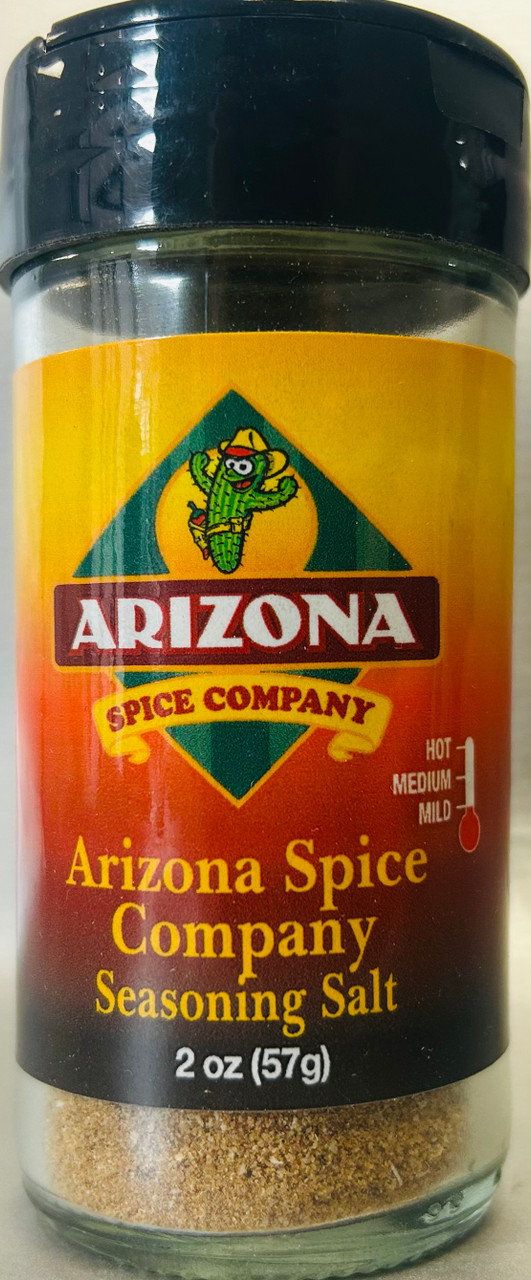 ARIZONA
SPICE COMPANY
HOT
MEDIUM
MILD
Arizona Spice
Company
Seasoning Salt
2 oz (57g)